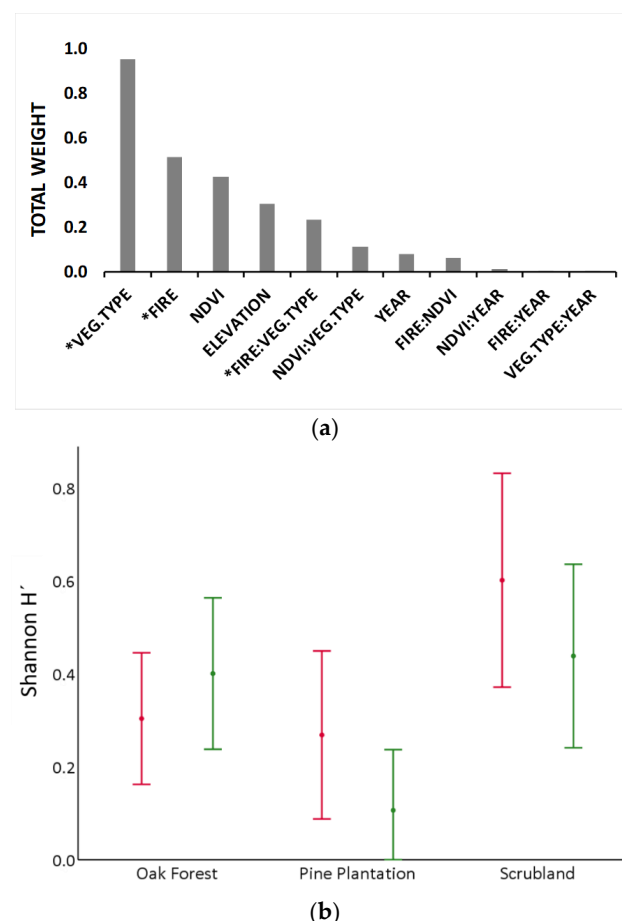 1.0
0.8
0.6
0.4
0.2
0.0
TOTAL WEIGHT
*VEG.TYPE
*FIRE
NDVI
ELEVATION
*FIRE:VEG.TYPE
NDVI:VEG.TYPE
YEAR
FIRE:NDVI
NDVI:YEAR
FIRE:YEAR
VEG.TYPE:YEAR
(a)
0.8
0.6
0.4
0.2
0.0
Shannon H´
Oak Forest
Pine Plantation
Scrubland
(b)